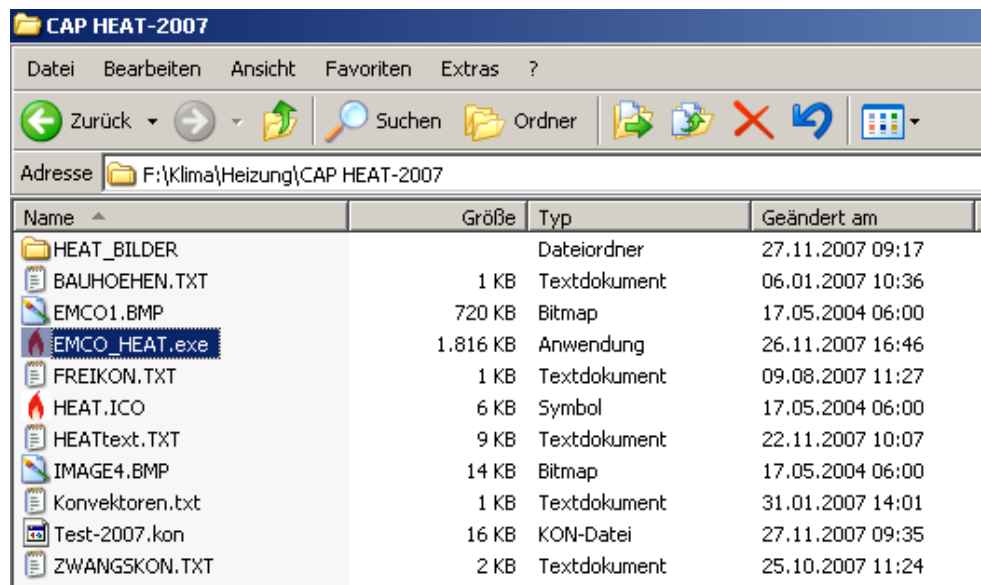 CAP HEAT-2007
Datei Bearbeiten Ansicht Favoriten Extras ?
Zurück Suchen Ordner
Adresse F:\Klima\Heizung\CAP HEAT-2007
Name Größe Typ Geändert am
HEAT_BILDER Dateiordner 27.11.2007 09:17
BAUHOEHEN.TXT 1 KB Textdokument 06.01.2007 10:36
EMCO1.BMP 720 KB Bitmap 17.05.2004 06:00
EMCO_HEAT.exe 1.816 KB Anwendung 26.11.2007 16:46
FREIKON.TXT 1 KB Textdokument 09.08.2007 11:27
HEAT.ICO 6 KB Symbol 17.05.2004 06:00
HEATtext.TXT 9 KB Textdokument 22.11.2007 10:07
IMAGE4.BMP 14 KB Bitmap 17.05.2004 06:00
Konvektoren.txt 1 KB Textdokument 31.01.2007 14:01
Test-2007.kon 16 KB KON-Datei 27.11.2007 09:35
ZWANGSKON.TXT 2 KB Textdokument 25.10.2007 11:24